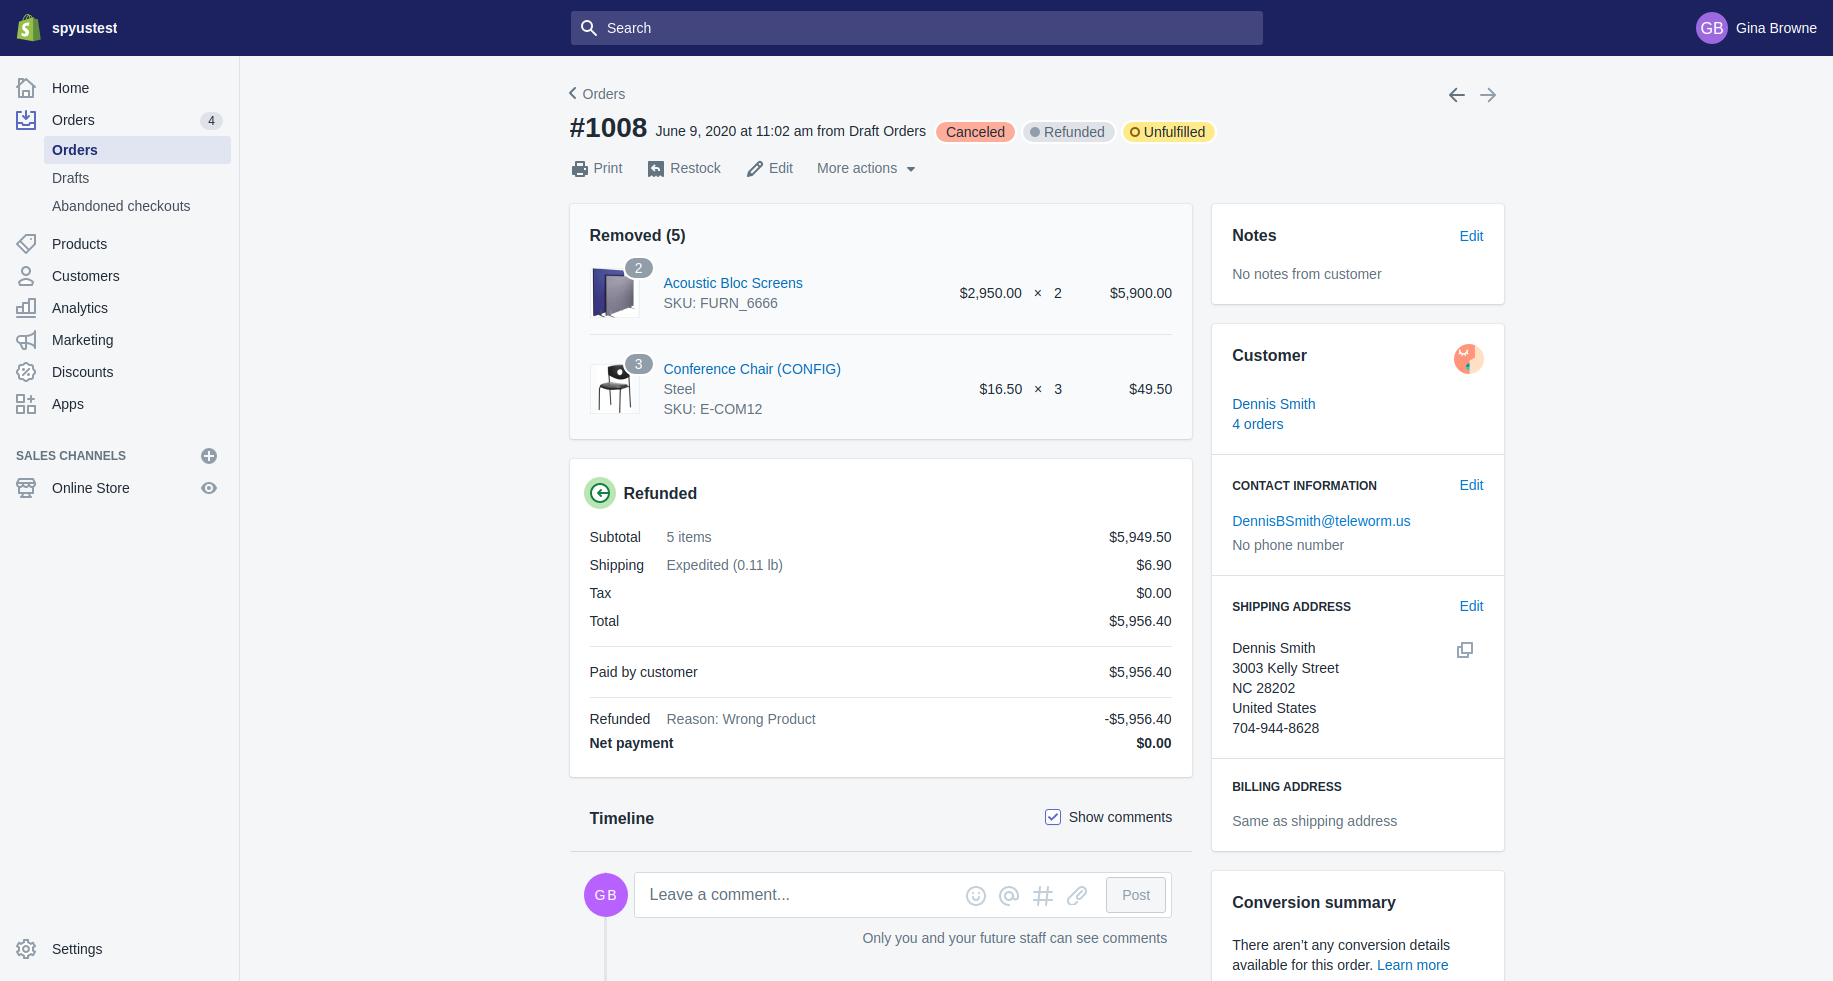 spyustest
Search
GB
Gina Browne
Home
Orders
4
Orders
Drafts
Abandoned checkouts
Products
Customers
Analytics
Marketing
Discounts
Apps
SALES CHANNELS
Online Store
Settings
Orders
#1008 June 9, 2020 at 11:02 am from Draft Orders Canceled Refunded Unfulfilled
Print Restock Edit More actions
Removed (5)
2
Acoustic Bloc Screens
SKU: FURN_6666
$2,950.00 × 2 $5,900.00
3
Conference Chair (CONFIG)
Steel
SKU: E-COM12
$16.50 × 3 $49.50
Refunded
Subtotal 5 items $5,949.50
Shipping Expedited (0.11 lb) $6.90
Tax $0.00
Total $5,956.40
Paid by customer $5,956.40
Refunded Reason: Wrong Product -$5,956.40
Net payment $0.00
Timeline
Show comments
GB
Leave a comment...
Post
Only you and your future staff can see comments
Notes
Edit
No notes from customer
Customer
Dennis Smith
4 orders
CONTACT INFORMATION
Edit
DennisBSmith@teleworm.us
No phone number
SHIPPING ADDRESS
Edit
Dennis Smith
3003 Kelly Street
NC 28202
United States
704-944-8628
BILLING ADDRESS
Same as shipping address
Conversion summary
There aren’t any conversion details
available for this order. Learn more